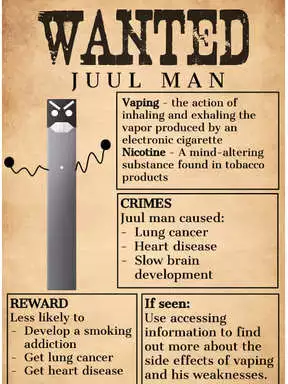 WANTED
JUUL MAN
Vaping - the action of
inhaling and exhaling the
vapor produced by an
electronic cigarette
Nicotine - A mind-altering
substance found in tobacco
products
CRIMES
Juul man caused:
- Lung cancer
- Heart disease
- Slow brain
development
REWARD
Less likely to
- Develop a smoking
addiction
- Get lung cancer
- Get heart disease
If seen:
Use accessing
information to find
out more about the
side effects of vaping
and his weaknesses.